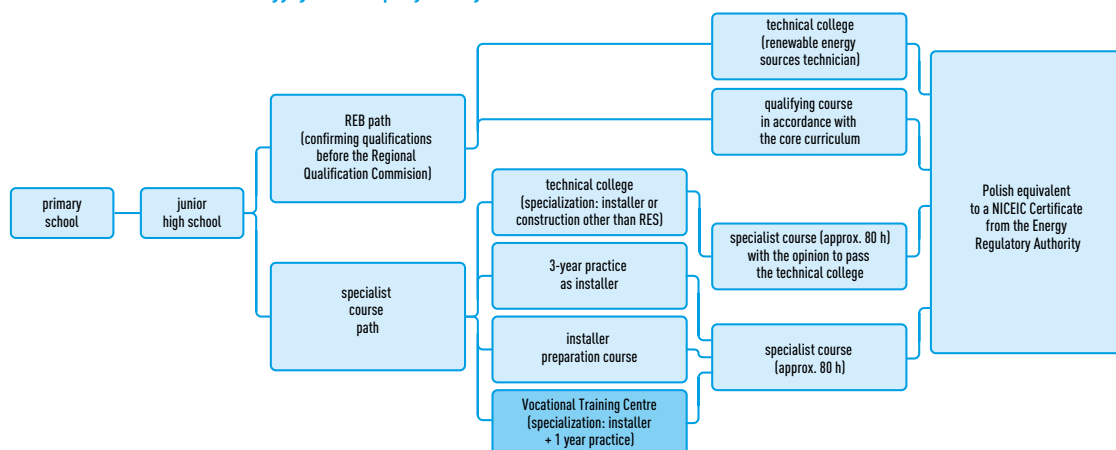 technical college
(renewable energy
sources technician)
REB path
(confirming qualifications
before the Regional
Qualification Commision)
qualifying course
in accordance with
the core curriculum
primary
school
junior
high school
technical college
(specialization: installer or
construction other than RES)
Polish equivalent
to a NICEIC Certificate
from the Energy
Regulatory Authority
specialist course (approx. 80 h)
with the opinion to pass
the technical college
3-year practice
as installer
specialist
course
path
installer
preparation course
specialist course
(approx. 80 h)
Vocational Training Centre
(specialization: installer
+ 1 year practice)